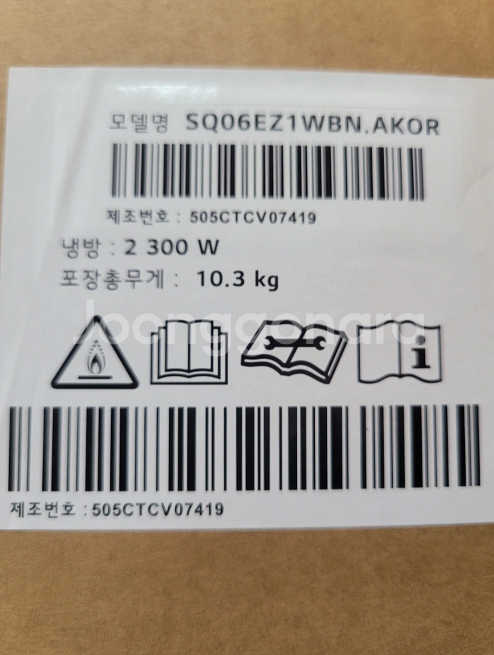 모델명 SQ06EZ1WBN.AKOR
제조번호 : 505CTCV07419
냉방 : 2 300 W
포장총무게 : 10.3 kg
Joonggonara
제조번호 : 505CTCV07419